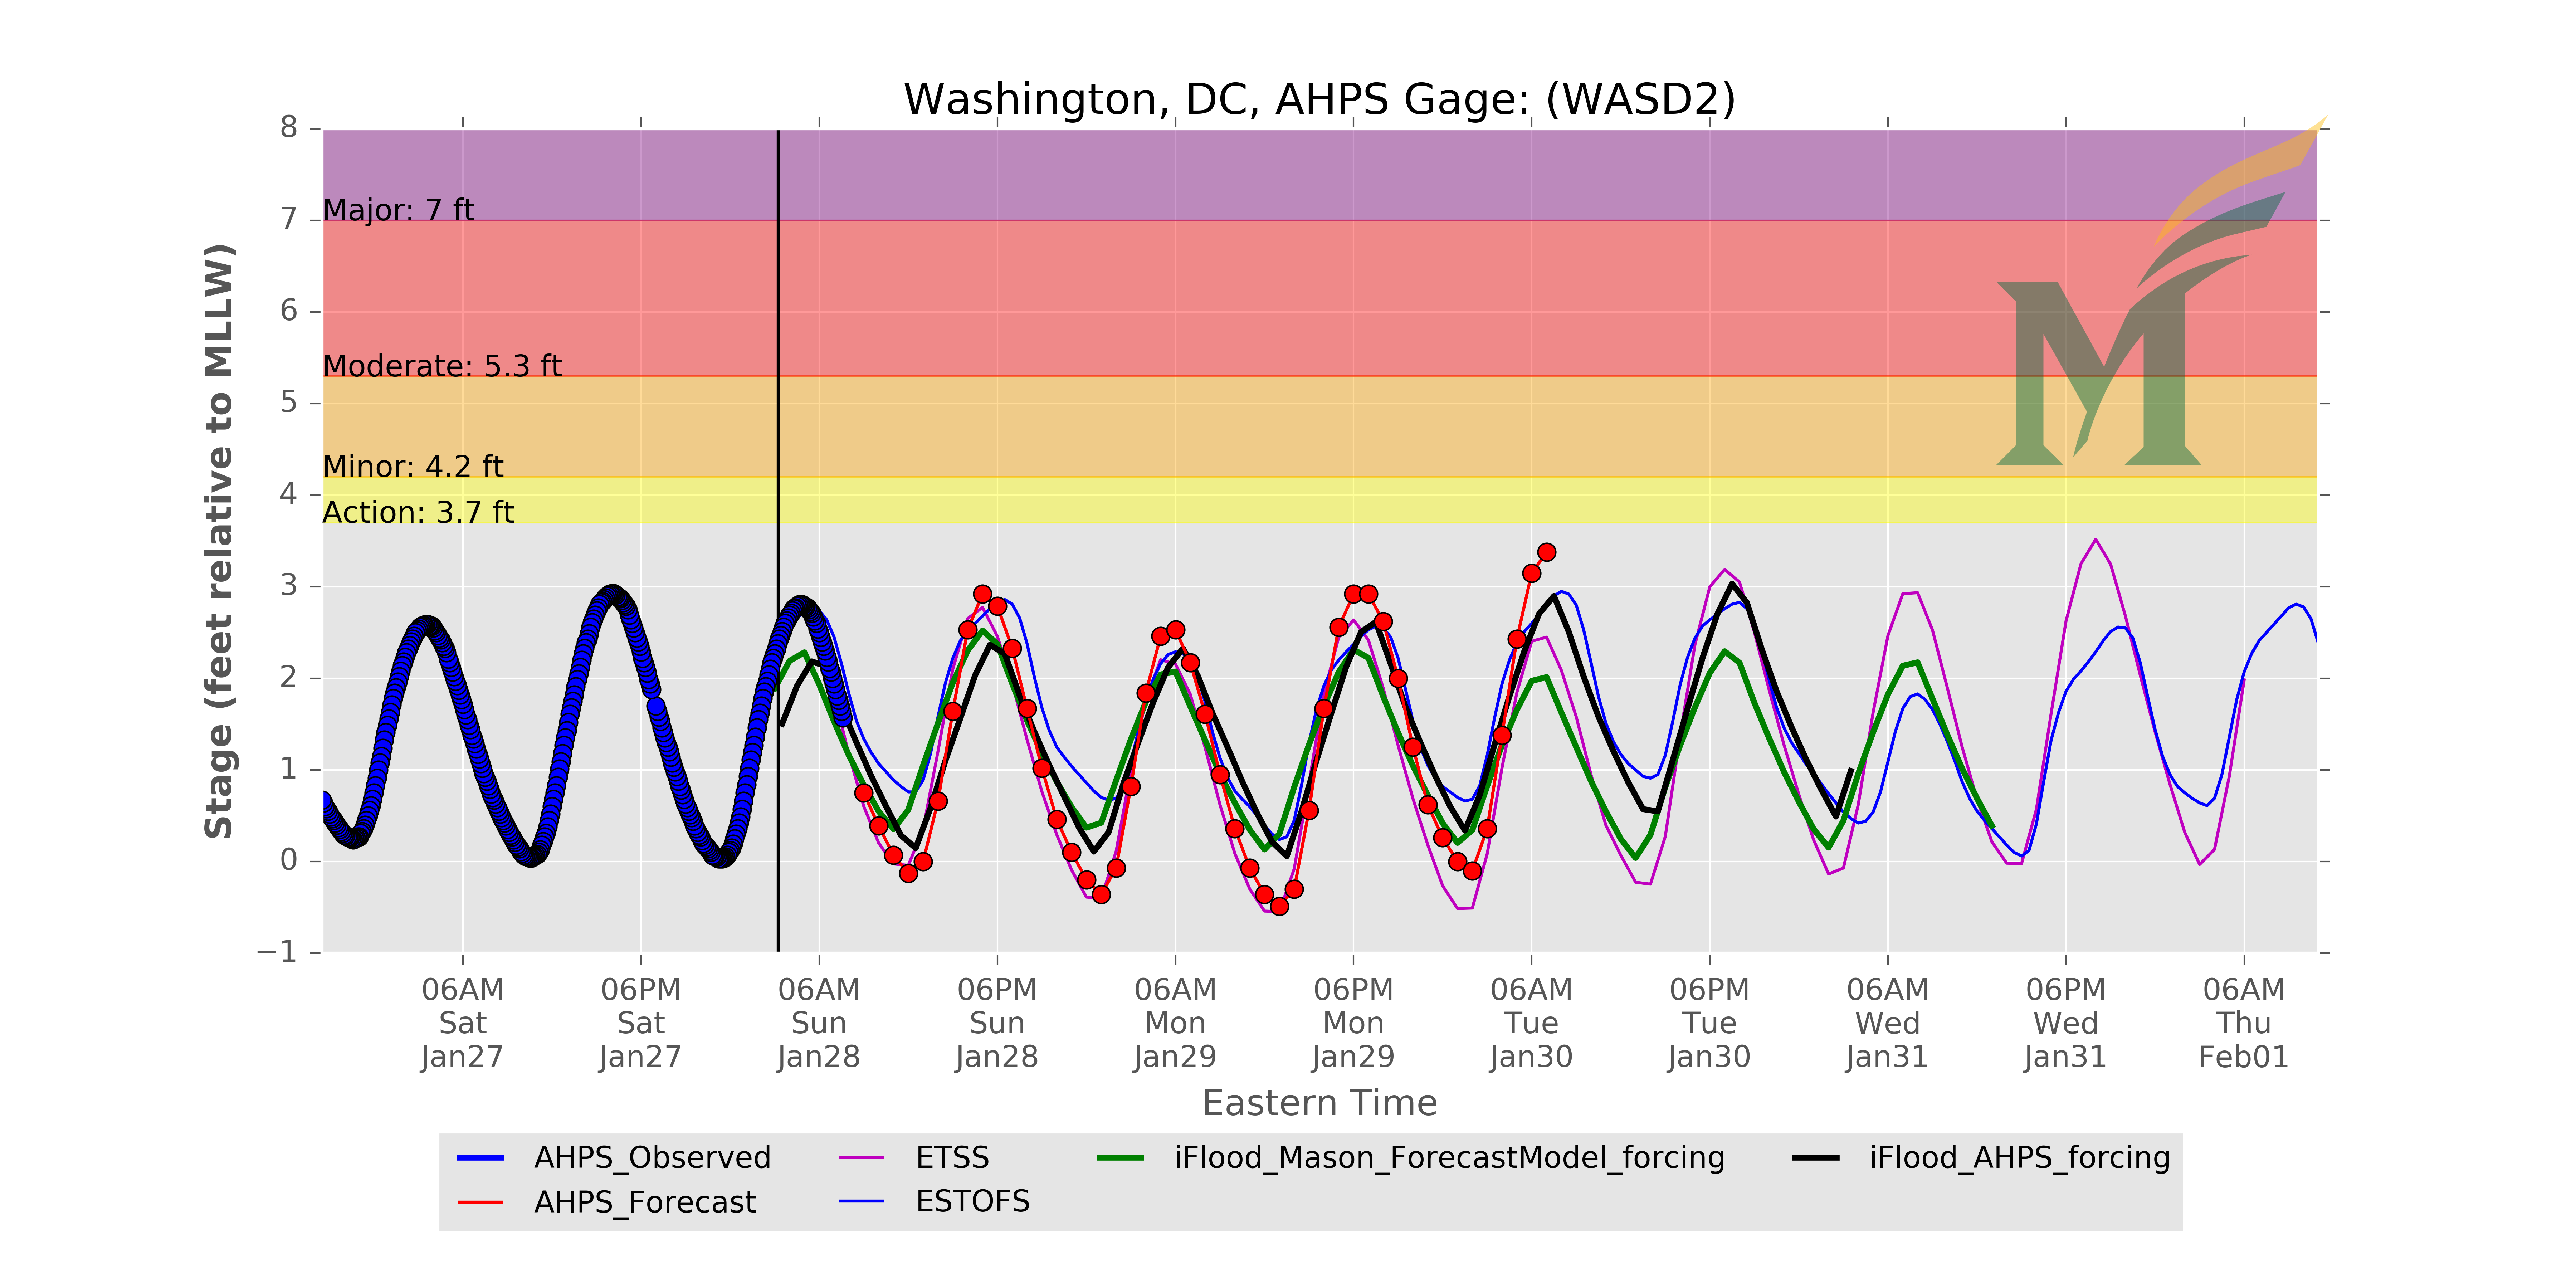 Washington, DC, AHPS Gage: (WASD2)
Stage (feet relative to MLLW)
8
7
6
5
4
3
2
1
0
−1
Major: 7 ft
Moderate: 5.3 ft
Minor: 4.2 ft
Action: 3.7 ft
06AM 06PM 06AM 06PM 06AM 06PM 06AM 06PM 06AM 06PM 06AM
Sat Sat Sun Sun Mon Mon Tue Tue Wed Wed Thu
Jan27 Jan27 Jan28 Jan28 Jan29 Jan29 Jan30 Jan30 Jan31 Jan31 Feb01
Eastern Time
AHPS_Observed ETSS iFlood_Mason_ForecastModel_forcing iFlood_AHPS_forcing
AHPS_Forecast ESTOFS